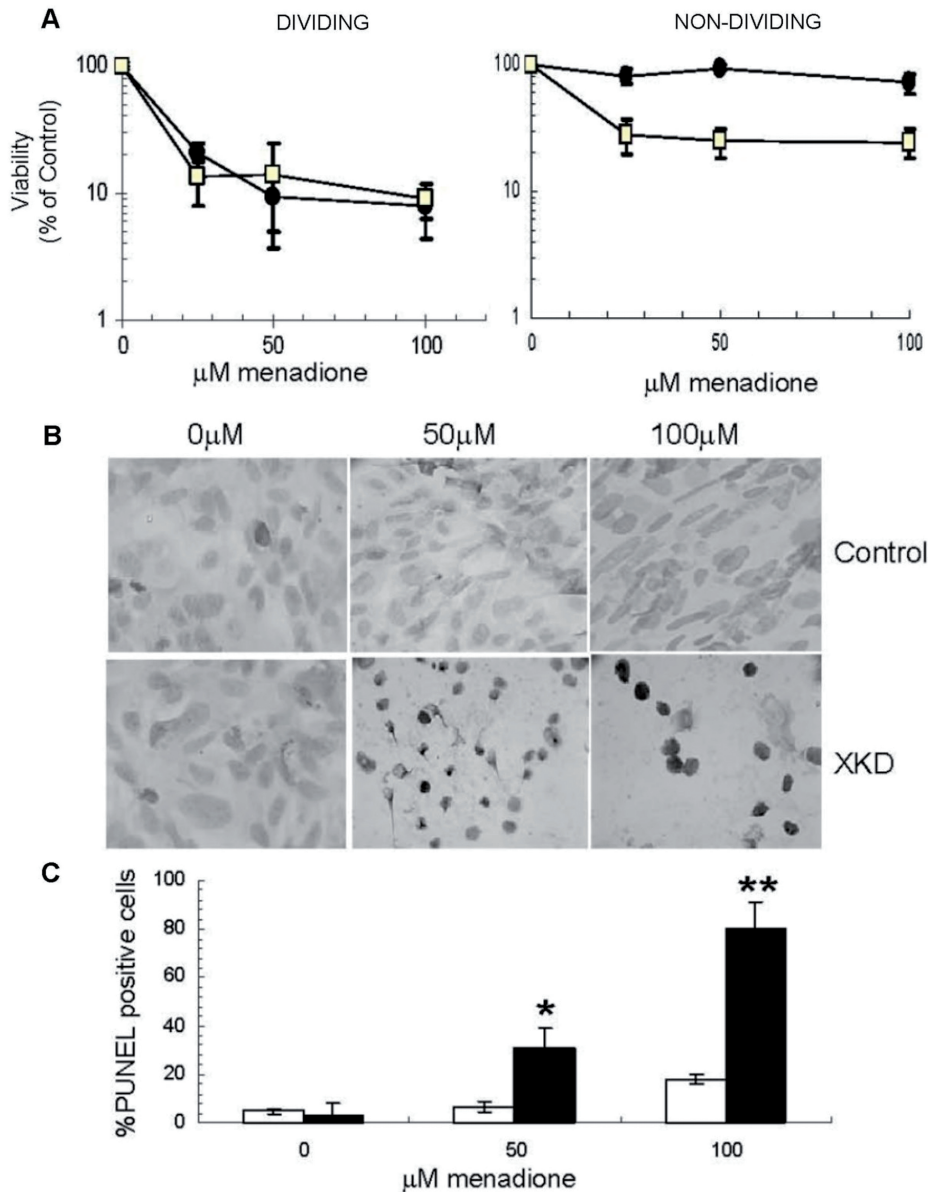 A
DIVIDING
NON-DIVIDING
Viability
(% of Control)
100
10
1
0 50 100
μM menadione
100
10
1
0 50 100
μM menadione
B
0μM 50μM 100μM
Control
XKD
C
%PUNEL positive cells
100
80
60
40
20
0
*
**
0 50 100
μM menadione